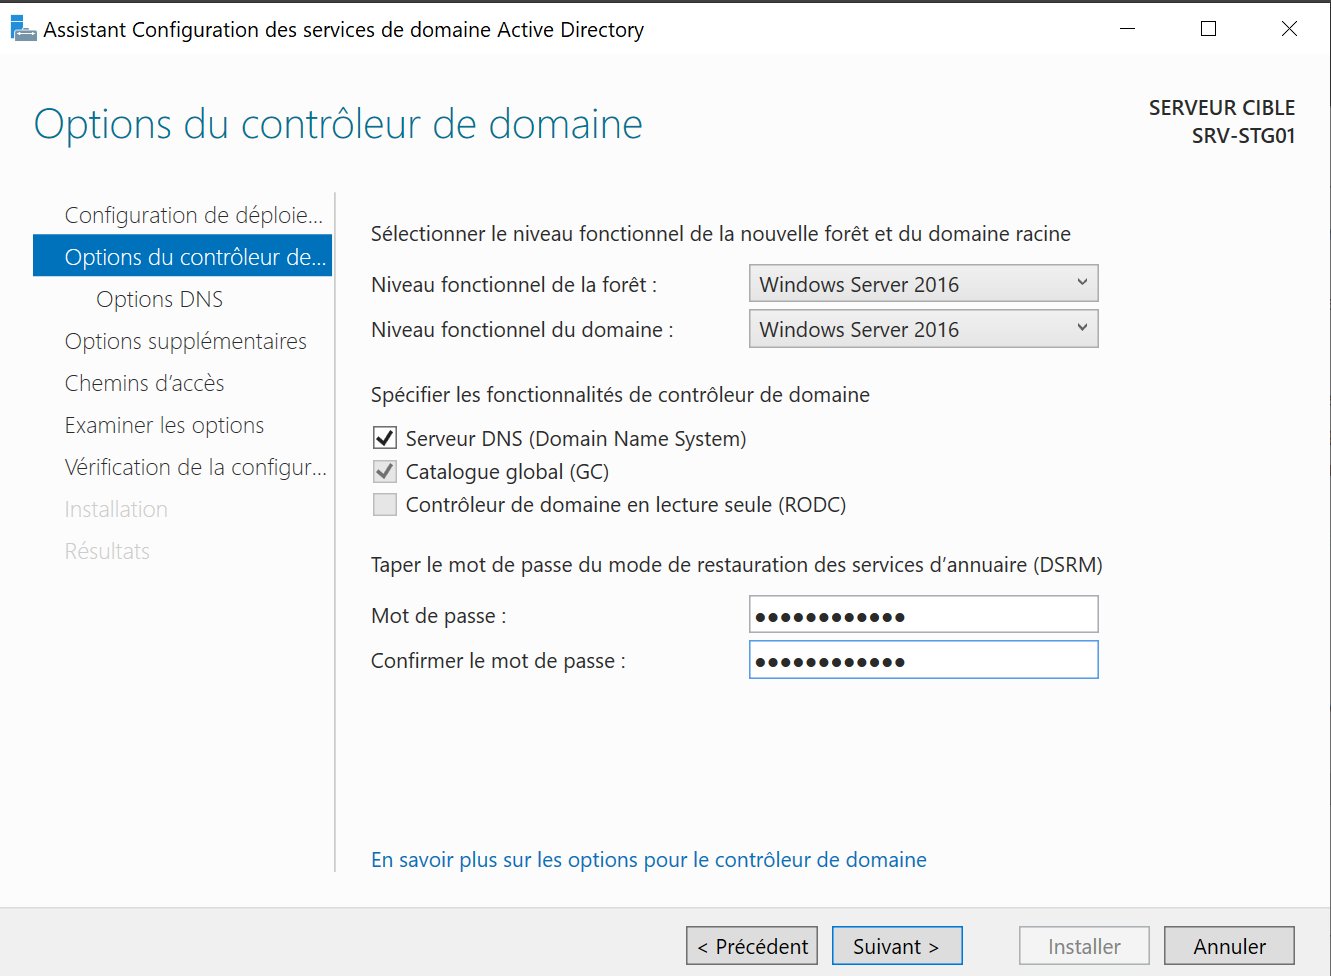 Assistant Configuration des services de domaine Active Directory
Options du contrôleur de domaine
SERVEUR CIBLE
SRV-STG01
Configuration de déploie...
Options du contrôleur de...
Options DNS
Options supplémentaires
Chemins d’accès
Examiner les options
Vérification de la configur...
Installation
Résultats
Sélectionner le niveau fonctionnel de la nouvelle forêt et du domaine racine
Niveau fonctionnel de la forêt : Windows Server 2016
Niveau fonctionnel du domaine : Windows Server 2016
Spécifier les fonctionnalités de contrôleur de domaine
Serveur DNS (Domain Name System)
Catalogue global (GC)
Contrôleur de domaine en lecture seule (RODC)
Taper le mot de passe du mode de restauration des services d’annuaire (DSRM)
Mot de passe : ●●●●●●●●●●●●
Confirmer le mot de passe : ●●●●●●●●●●●●
En savoir plus sur les options pour le contrôleur de domaine
< Précédent Suivant > Installer Annuler